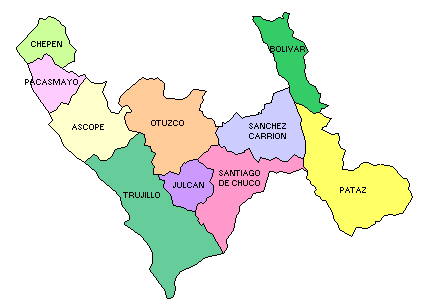 CHEPEN
BOLIVAR
PACASMAYO
ASCOPE
OTUZCO
SANCHEZ
CARRION
SANTIAGO
DE CHUCO
JULCAN
PATAZ
TRUJILLO